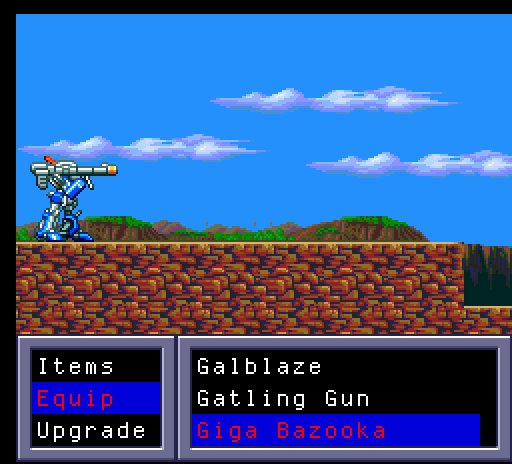 Items
Equip
Upgrade
Galblaze
Gatling Gun
Giga Bazooka